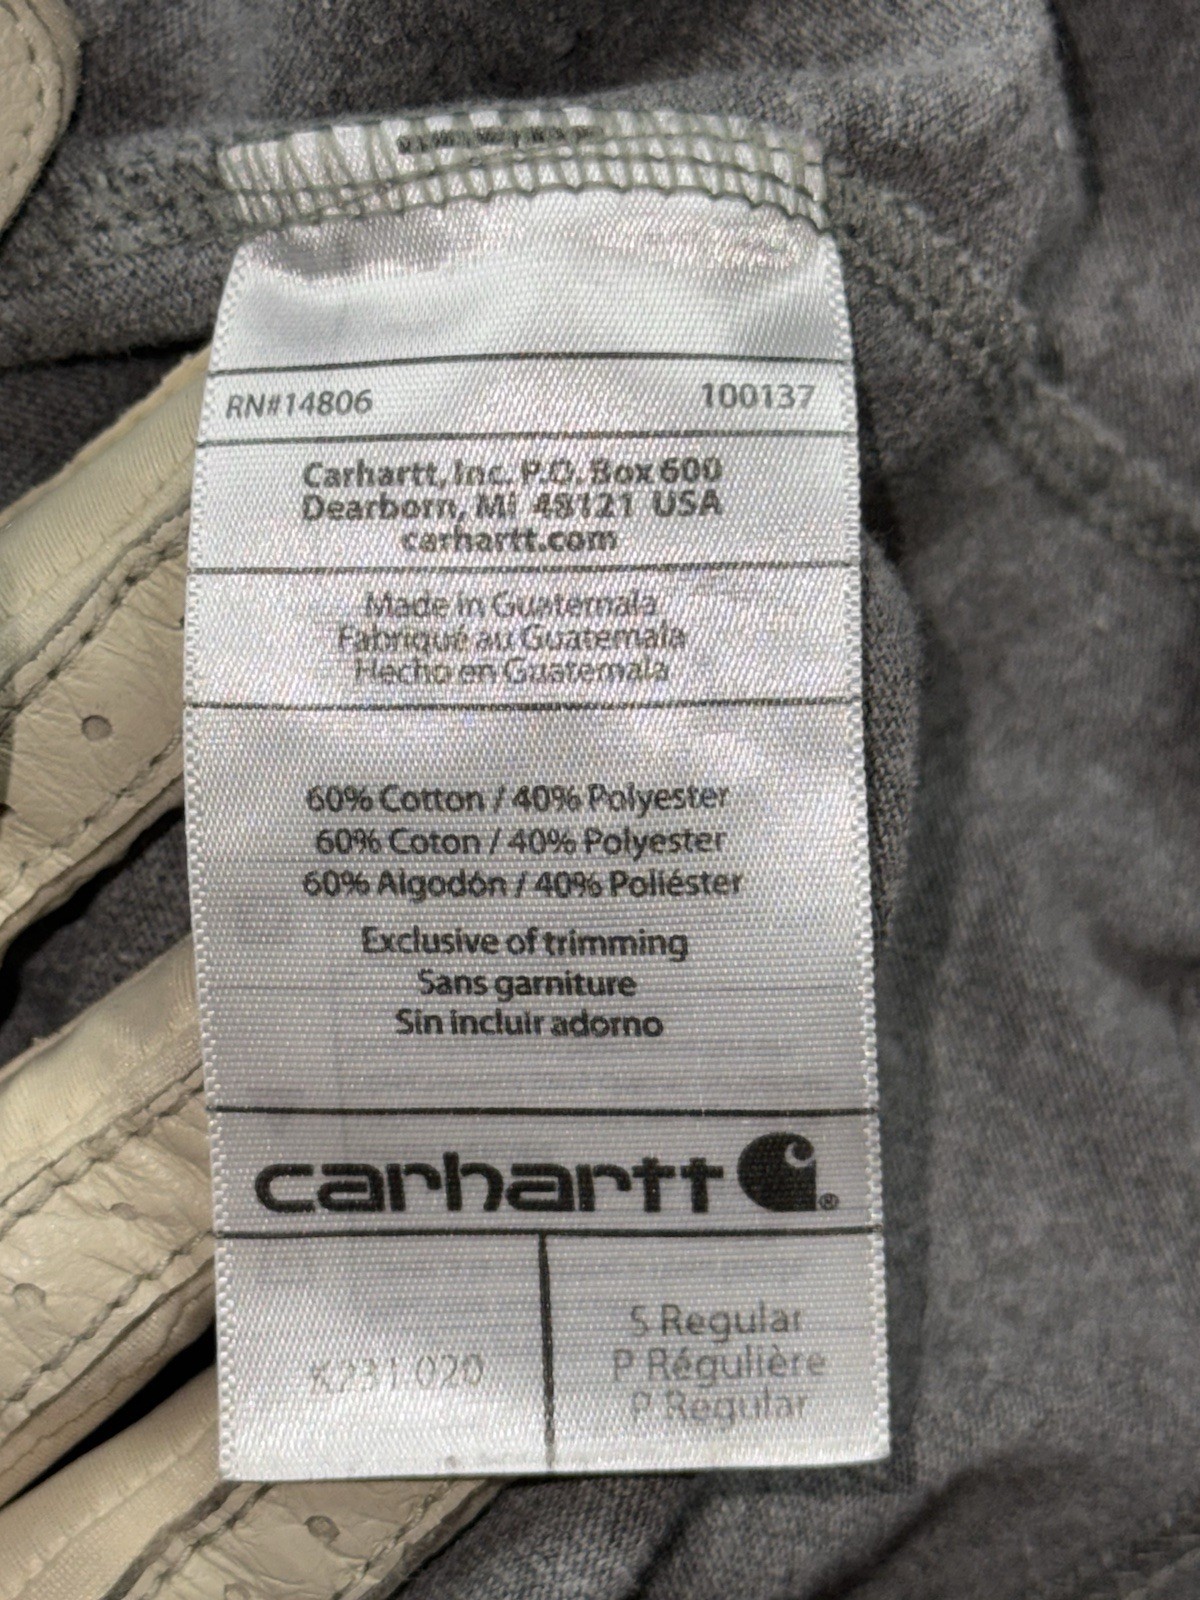 RN#14806 100137
Carhartt, Inc. P.O. Box 600
Dearborn, MI 48121 USA
carhartt.com
Made in Guatemala
Fabriqué au Guatemala
Hecho en Guatemala
60% Cotton / 40% Polyester
60% Coton / 40% Polyester
60% Algodón / 40% Poliéster
Exclusive of trimming
Sans garniture
Sin incluir adorno
carhartt ®
K231 020
S Regular
P Régulière
P Regular